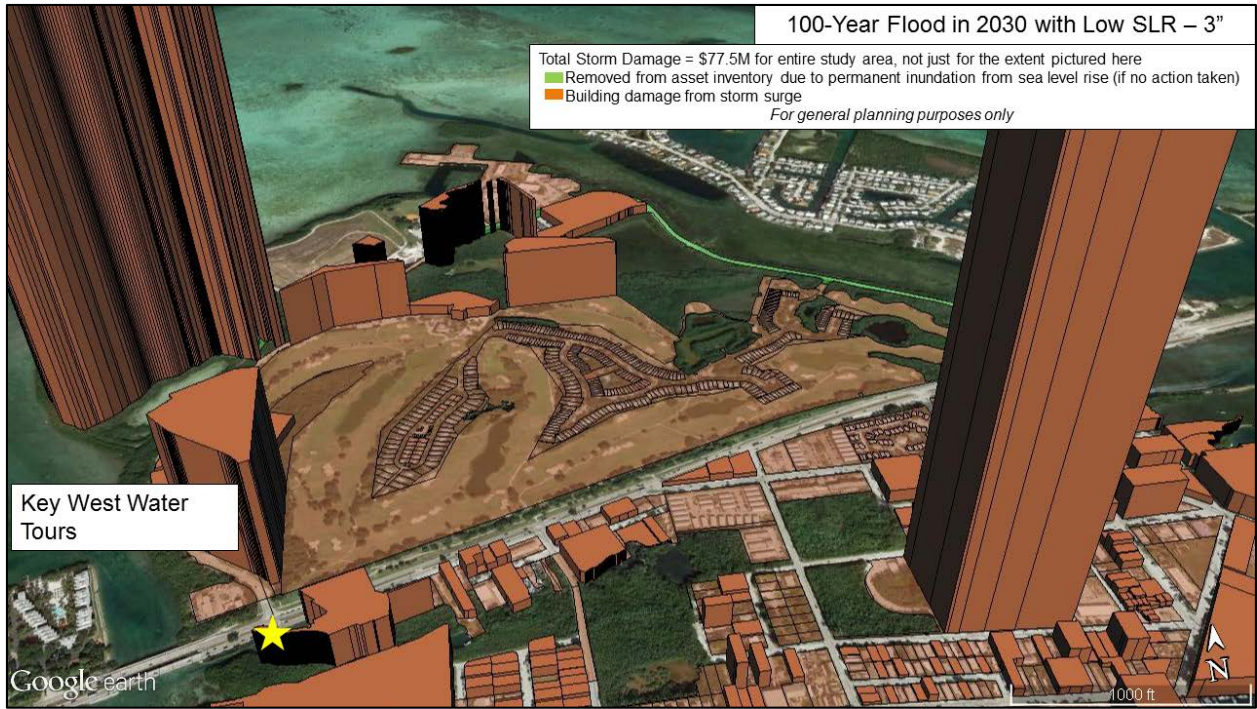 100-Year Flood in 2030 with Low SLR – 3”
Total Storm Damage = $77.5M for entire study area, not just for the extent pictured here
Removed from asset inventory due to permanent inundation from sea level rise (if no action taken)
Building damage from storm surge
For general planning purposes only
Key West Water
Tours
N
Google earth
1000 ft